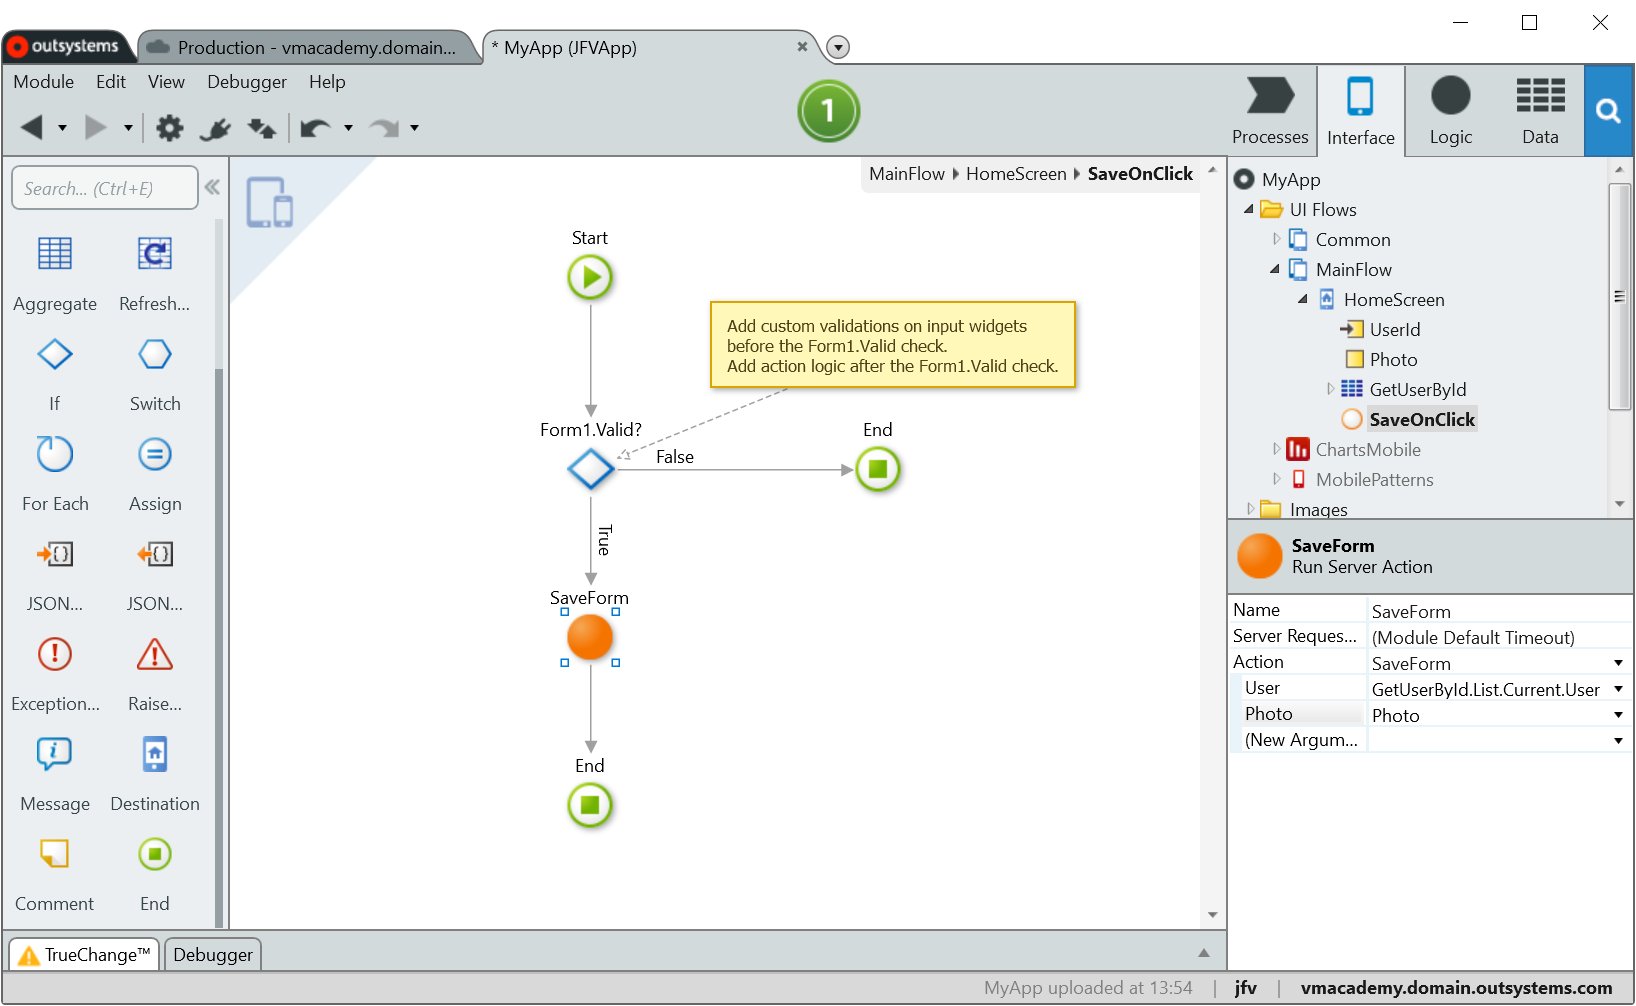 outsystems
Production - vmacademy.domain...
* MyApp (JFVApp)
Module Edit View Debugger Help
1
Processes
Interface
Logic
Data
Search... (Ctrl+E)
Aggregate Refresh...
If Switch
For Each Assign
JSON... JSON...
Exception... Raise...
Message Destination
Comment End
MainFlow HomeScreen SaveOnClick
Start
Add custom validations on input widgets
before the Form1.Valid check.
Add action logic after the Form1.Valid check.
Form1.Valid?
False
End
True
SaveForm
End
MyApp
UI Flows
Common
MainFlow
HomeScreen
UserId
Photo
GetUserById
SaveOnClick
ChartsMobile
MobilePatterns
Images
SaveForm
Run Server Action
Name SaveForm
Server Reques... (Module Default Timeout)
Action SaveForm
User GetUserById.List.Current.User
Photo Photo
(New Argum...
TrueChange™ Debugger
MyApp uploaded at 13:54 | jfv | vmacademy.domain.outsystems.com